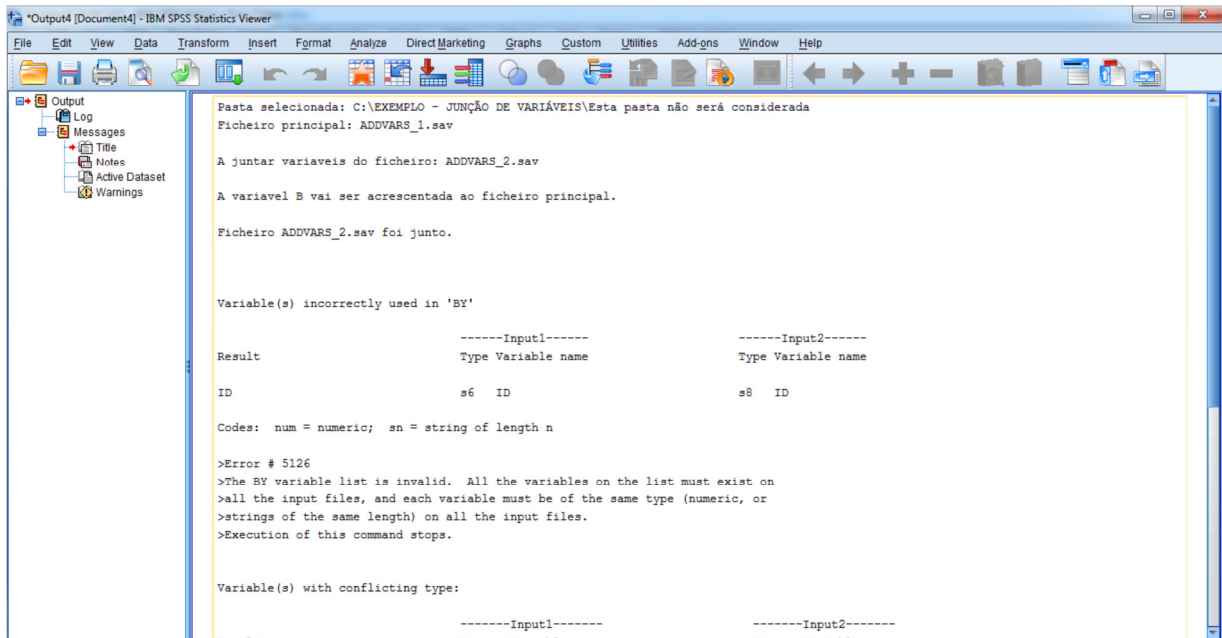 *Output4 [Document4] - IBM SPSS Statistics Viewer
File Edit View Data Transform Insert Format Analyze Direct Marketing Graphs Custom Utilities Add-ons Window Help
Output
Log
Messages
Title
Notes
Active Dataset
Warnings
Pasta selecionada: C:\EXEMPLO - JUNÇÃO DE VARIÁVEIS\Esta pasta não será considerada
Ficheiro principal: ADDVARS_1.sav
A juntar variaveis do ficheiro: ADDVARS_2.sav
A variavel B vai ser acrescentada ao ficheiro principal.
Ficheiro ADDVARS_2.sav foi junto.
Variable(s) incorrectly used in 'BY'
------Input1------ ------Input2------
Result Type Variable name Type Variable name
ID s6 ID s8 ID
Codes: num = numeric; sn = string of length n
>Error # 5126
>The BY variable list is invalid. All the variables on the list must exist on
>all the input files, and each variable must be of the same type (numeric, or
>strings of the same length) on all the input files.
>Execution of this command stops.
Variable(s) with conflicting type:
-------Input1------- -------Input2-------